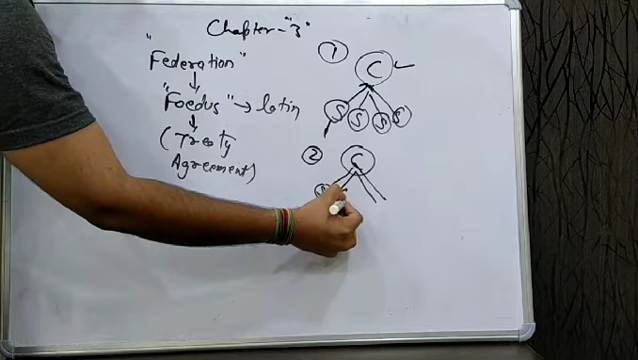 Chapter-"3"
"Federation"
"Foedus" → latin
(Treaty
Agreement)
1
C
S S S S
2
C